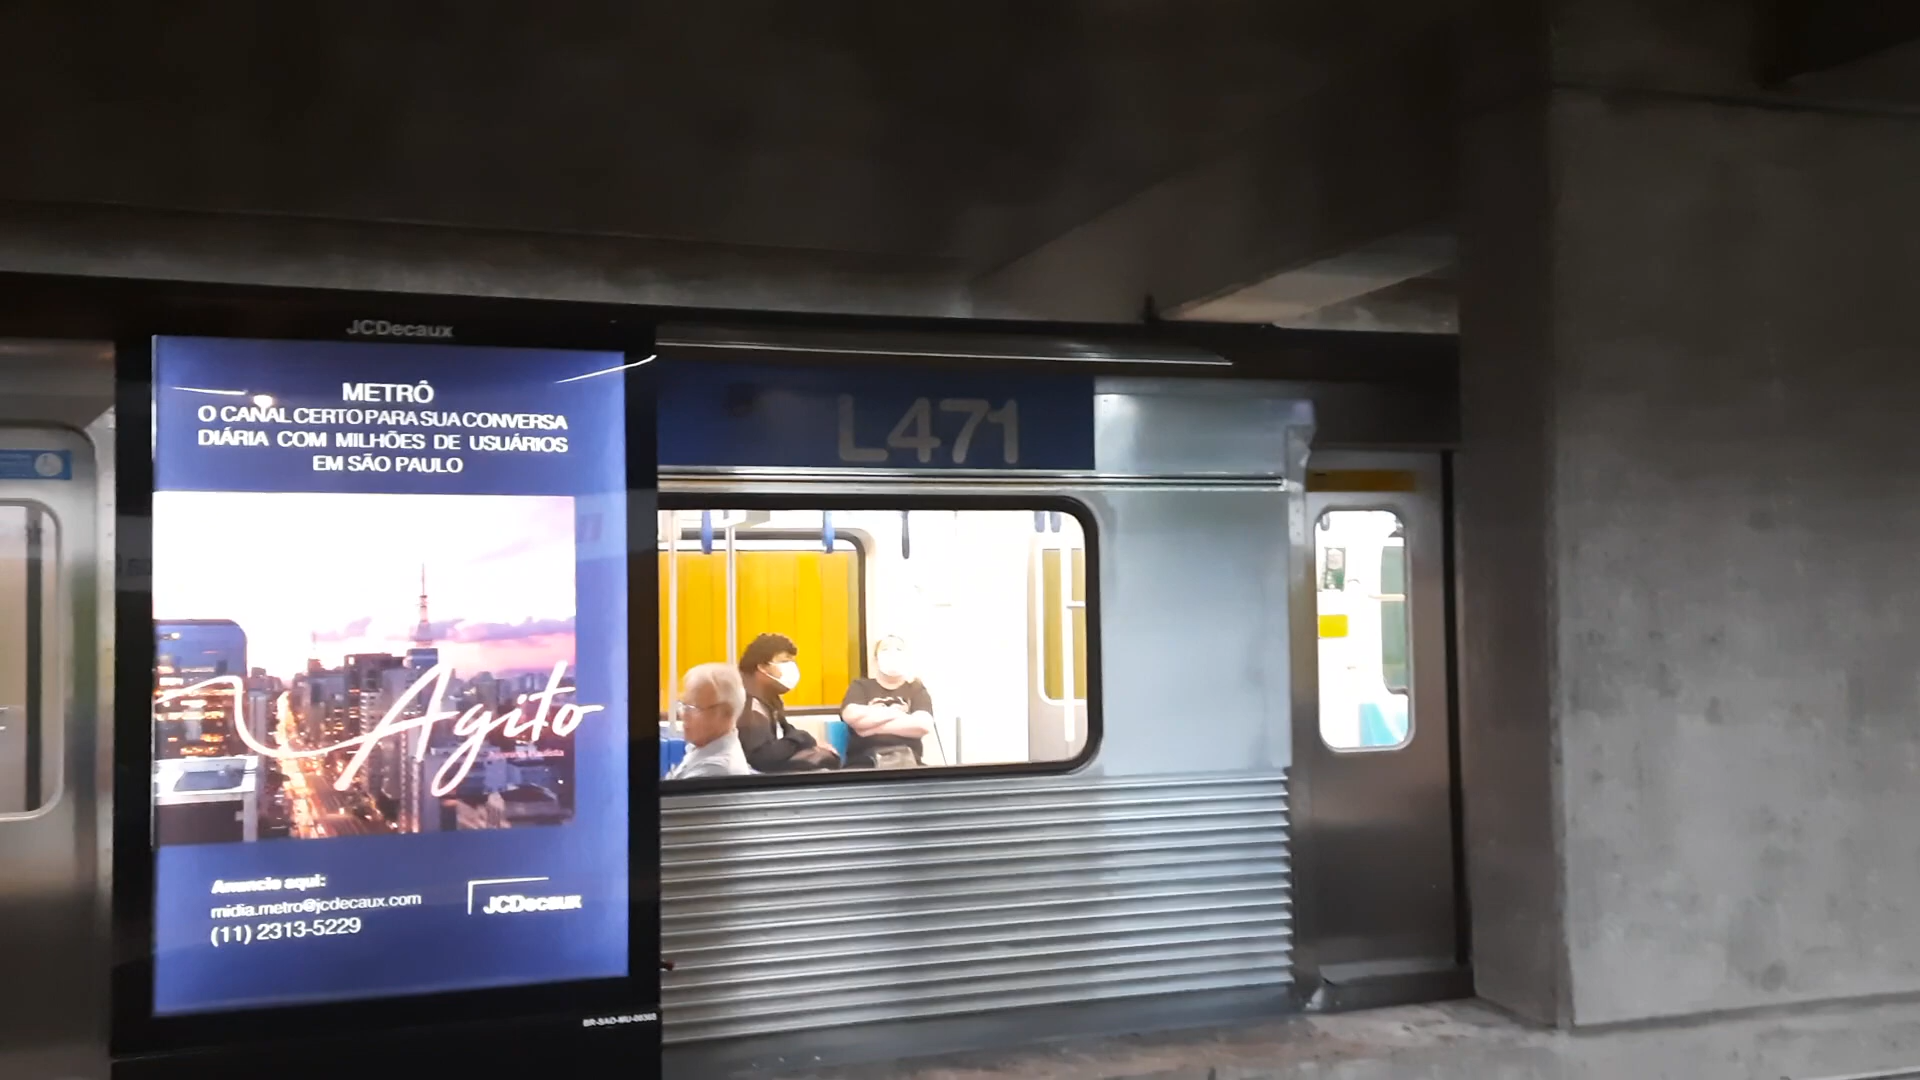 JCDecaux
METRÔ
O CANAL CERTO PARA SUA CONVERSA
DIÁRIA COM MILHÕES DE USUÁRIOS
EM SÃO PAULO
L471
Agito
Anuncie aqui:
midia.metro@jcdecaux.com
(11) 2313-5229
JCDecaux